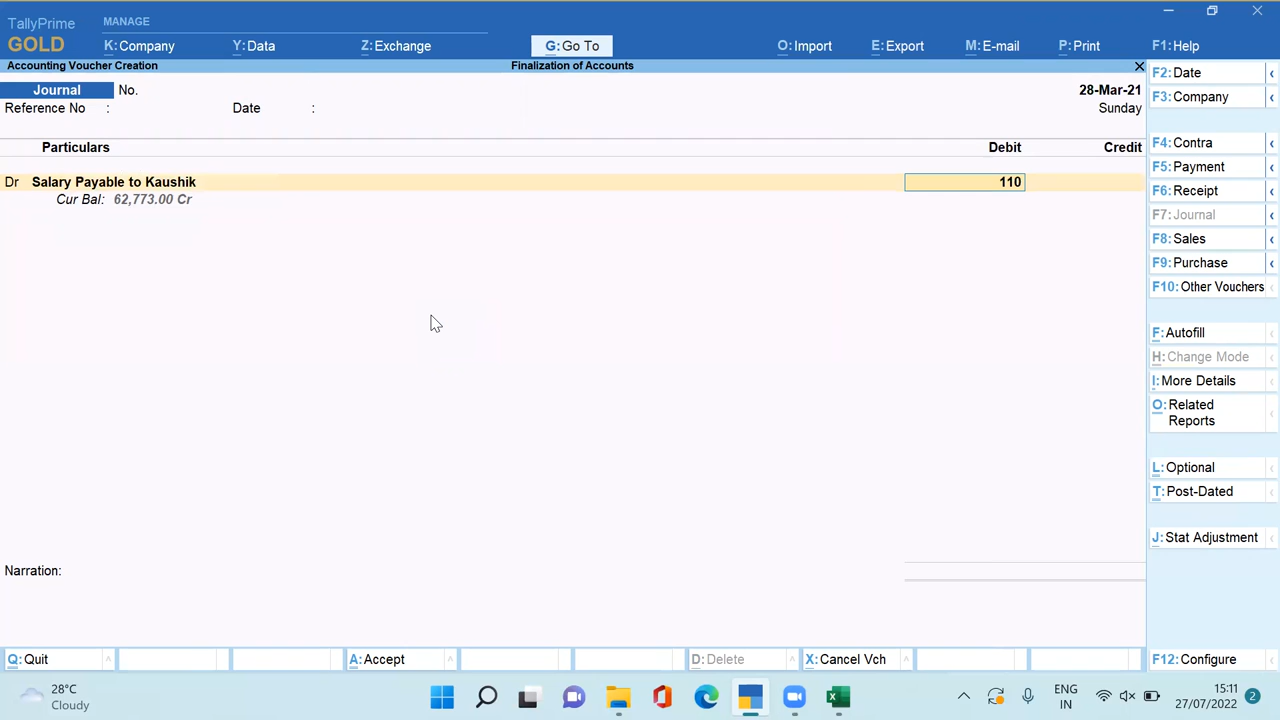 TallyPrime
GOLD
MANAGE
K: Company
Y: Data
Z: Exchange
G: Go To
O: Import
E: Export
M: E-mail
P: Print
F1: Help
Accounting Voucher Creation
Finalization of Accounts
Journal No.
28-Mar-21
Reference No :
Date :
Sunday
Particulars
Debit
Credit
Dr Salary Payable to Kaushik
110
Cur Bal: 62,773.00 Cr
Narration:
F2: Date
F3: Company
F4: Contra
F5: Payment
F6: Receipt
F7: Journal
F8: Sales
F9: Purchase
F10: Other Vouchers
F: Autofill
H: Change Mode
I: More Details
O: Related
Reports
L: Optional
T: Post-Dated
J: Stat Adjustment
Q: Quit
A: Accept
D: Delete
X: Cancel Vch
F12: Configure
28°C
Cloudy
ENG
IN
15:11
27/07/2022
2